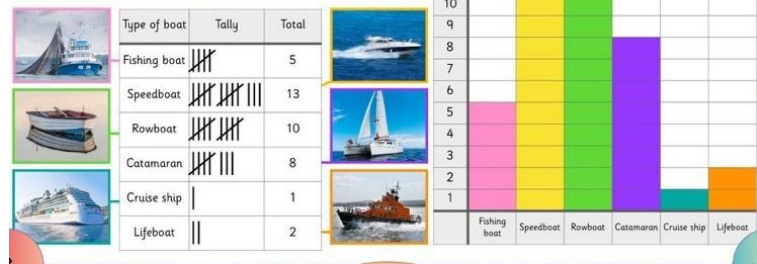 Type of boat Tally Total
Fishing boat 5
Speedboat 13
Rowboat 10
Catamaran 8
Cruise ship 1
Lifeboat 2
10
9
8
7
6
5
4
3
2
1
Fishing boat Speedboat Rowboat Catamaran Cruise ship Lifeboat